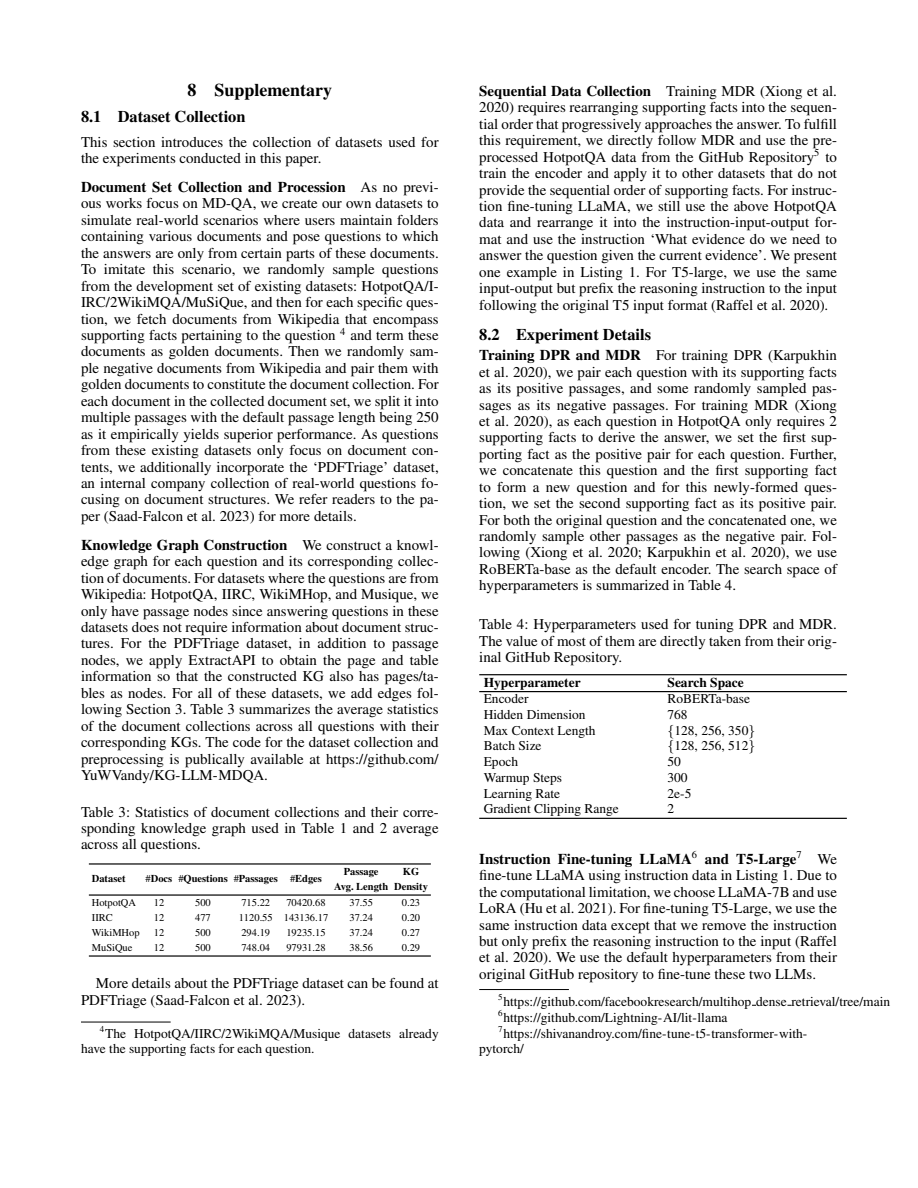 8 Supplementary
8.1 Dataset Collection
This section introduces the collection of datasets used for
the experiments conducted in this paper.
Document Set Collection and Procession As no previ-
ous works focus on MD-QA, we create our own datasets to
simulate real-world scenarios where users maintain folders
containing various documents and pose questions to which
the answers are only from certain parts of these documents.
To imitate this scenario, we randomly sample questions
from the development set of existing datasets: HotpotQA/I-
IRC/2WikiMQA/MuSiQue, and then for each specific ques-
tion, we fetch documents from Wikipedia that encompass
supporting facts pertaining to the question 4 and term these
documents as golden documents. Then we randomly sam-
ple negative documents from Wikipedia and pair them with
golden documents to constitute the document collection. For
each document in the collected document set, we split it into
multiple passages with the default passage length being 250
as it empirically yields superior performance. As questions
from these existing datasets only focus on document con-
tents, we additionally incorporate the ‘PDFTriage’ dataset,
an internal company collection of real-world questions fo-
cusing on document structures. We refer readers to the pa-
per (Saad-Falcon et al. 2023) for more details.
Knowledge Graph Construction We construct a knowl-
edge graph for each question and its corresponding collec-
tion of documents. For datasets where the questions are from
Wikipedia: HotpotQA, IIRC, WikiMHop, and Musique, we
only have passage nodes since answering questions in these
datasets does not require information about document struc-
tures. For the PDFTriage dataset, in addition to passage
nodes, we apply ExtractAPI to obtain the page and table
information so that the constructed KG also has pages/ta-
bles as nodes. For all of these datasets, we add edges fol-
lowing Section 3. Table 3 summarizes the average statistics
of the document collections across all questions with their
corresponding KGs. The code for the dataset collection and
preprocessing is publically available at https://github.com/
YuWVandy/KG-LLM-MDQA.
Table 3: Statistics of document collections and their corre-
sponding knowledge graph used in Table 1 and 2 average
across all questions.
Dataset #Docs #Questions #Passages #Edges Passage Avg. Length KG Density
HotpotQA 12 500 715.22 70420.68 37.55 0.23
IIRC 12 477 1120.55 143136.17 37.24 0.20
WikiMHop 12 500 294.19 19235.15 37.24 0.27
MuSiQue 12 500 748.04 97931.28 38.56 0.29
More details about the PDFTriage dataset can be found at
PDFTriage (Saad-Falcon et al. 2023).
4The HotpotQA/IIRC/2WikiMQA/Musique datasets already
have the supporting facts for each question.
Sequential Data Collection Training MDR (Xiong et al.
2020) requires rearranging supporting facts into the sequen-
tial order that progressively approaches the answer. To fulfill
this requirement, we directly follow MDR and use the pre-
processed HotpotQA data from the GitHub Repository5 to
train the encoder and apply it to other datasets that do not
provide the sequential order of supporting facts. For instruc-
tion fine-tuning LLaMA, we still use the above HotpotQA
data and rearrange it into the instruction-input-output for-
mat and use the instruction ‘What evidence do we need to
answer the question given the current evidence’. We present
one example in Listing 1. For T5-large, we use the same
input-output but prefix the reasoning instruction to the input
following the original T5 input format (Raffel et al. 2020).
8.2 Experiment Details
Training DPR and MDR For training DPR (Karpukhin
et al. 2020), we pair each question with its supporting facts
as its positive passages, and some randomly sampled pas-
sages as its negative passages. For training MDR (Xiong
et al. 2020), as each question in HotpotQA only requires 2
supporting facts to derive the answer, we set the first sup-
porting fact as the positive pair for each question. Further,
we concatenate this question and the first supporting fact
to form a new question and for this newly-formed ques-
tion, we set the second supporting fact as its positive pair.
For both the original question and the concatenated one, we
randomly sample other passages as the negative pair. Fol-
lowing (Xiong et al. 2020; Karpukhin et al. 2020), we use
RoBERTa-base as the default encoder. The search space of
hyperparameters is summarized in Table 4.
Table 4: Hyperparameters used for tuning DPR and MDR.
The value of most of them are directly taken from their orig-
inal GitHub Repository.
Hyperparameter Search Space
Encoder RoBERTa-base
Hidden Dimension 768
Max Context Length {128, 256, 350}
Batch Size {128, 256, 512}
Epoch 50
Warmup Steps 300
Learning Rate 2e-5
Gradient Clipping Range 2
Instruction Fine-tuning LLaMA6 and T5-Large7 We
fine-tune LLaMA using instruction data in Listing 1. Due to
the computational limitation, we choose LLaMA-7B and use
LoRA (Hu et al. 2021). For fine-tuning T5-Large, we use the
same instruction data except that we remove the instruction
but only prefix the reasoning instruction to the input (Raffel
et al. 2020). We use the default hyperparameters from their
original GitHub repository to fine-tune these two LLMs.
5https://github.com/facebookresearch/multihop_dense_retrieval/tree/main
6https://github.com/Lightning-AI/lit-llama
7https://shivanandroy.com/fine-tune-t5-transformer-with-
pytorch/